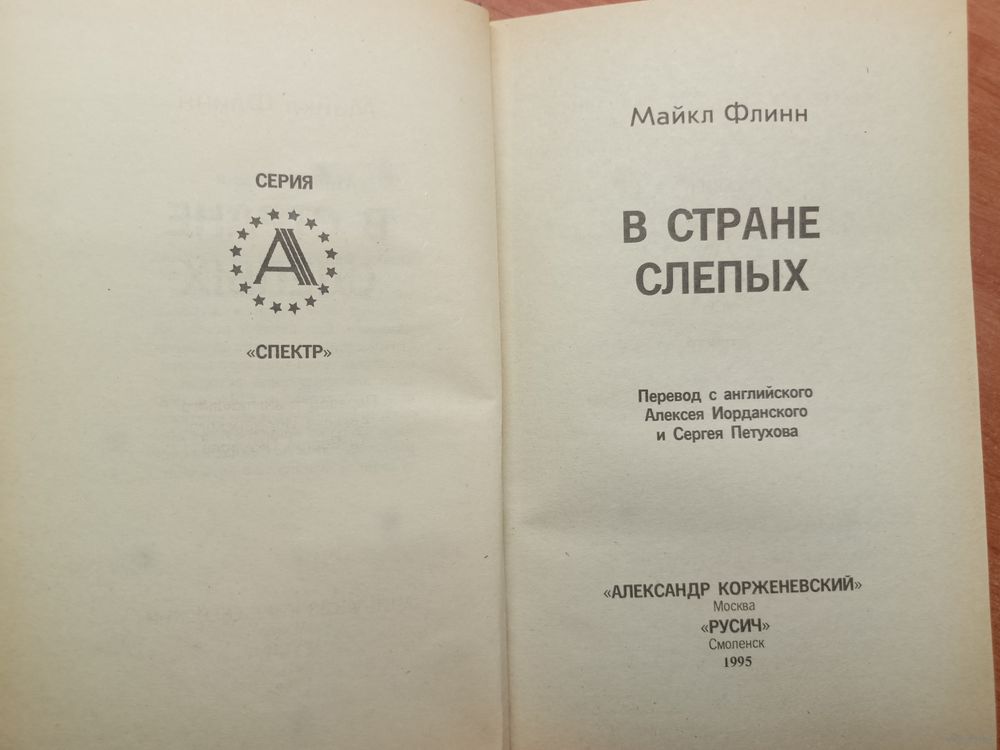 СЕРИЯ
А
«СПЕКТР»
Майкл Флинн
В СТРАНЕ
СЛЕПЫХ
Перевод с английского
Алексея Иорданского
и Сергея Петухова
«АЛЕКСАНДР КОРЖЕНЕВСКИЙ»
Москва
«РУСИЧ»
Смоленск
1995